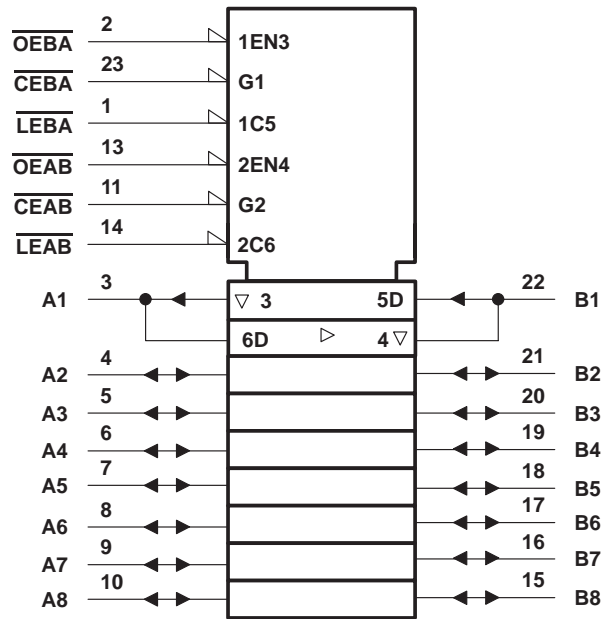 OEBA 2 1EN3
CEBA 23 G1
LEBA 1 1C5
OEAB 13 2EN4
CEAB 11 G2
LEAB 14 2C6
A1 3 ▽ 3 5D 22 B1
6D ▷ 4 ▽
A2 4 21 B2
A3 5 20 B3
A4 6 19 B4
A5 7 18 B5
A6 8 17 B6
A7 9 16 B7
A8 10 15 B8